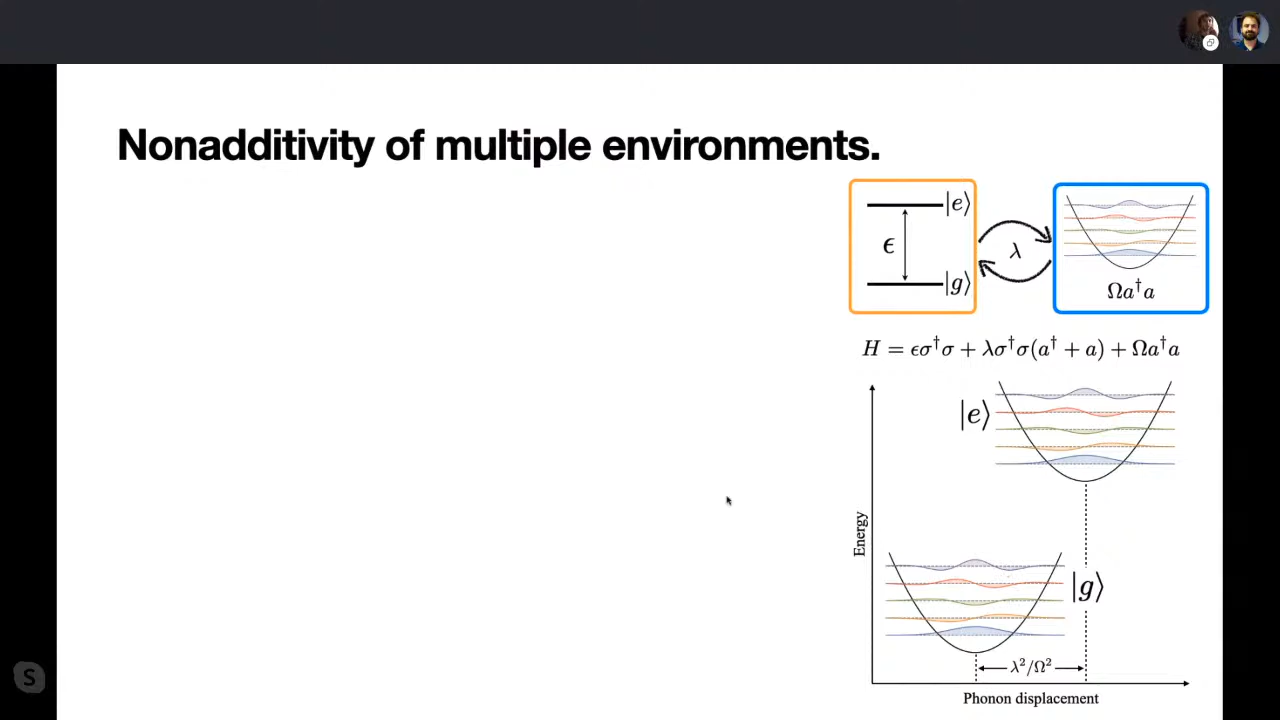 Nonadditivity of multiple environments.
|e⟩
ϵ
|g⟩
λ
Ωa†a
H = ϵσ†σ + λσ†σ(a† + a) + Ωa†a
|e⟩
Energy
|g⟩
λ²/Ω²
Phonon displacement
S